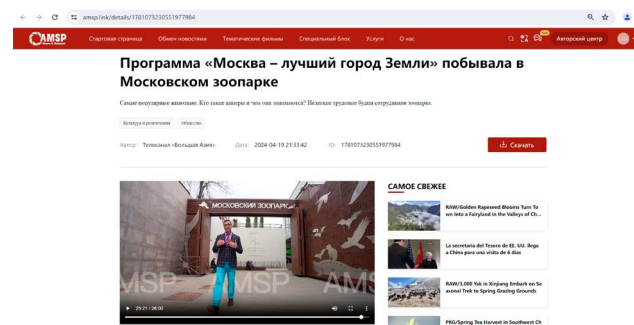 amsp.link/details/1781073230551977984
AMSP
Стартовая страница Обмен новостями Тематические фильмы Специальный блок Услуги О нас
Авторский центр
Программа «Москва – лучший город Земли» побывала в
Московском зоопарке
Самые популярные животные. Кто такие каперы и чем они занимаются? Нелегкие трудовые будни сотрудников зоопарка.
Культура и развлечения Общество
Автор: Телеканал «Большая Азия» Дата: 2024-04-19 21:33:42 ID: 1781073230551977984
Скачать
САМОЕ СВЕЖЕЕ
МОСКОВСКИЙ ЗООПАРК
AMSP
25:21 / 26:00
RAW/Golden Rapeseed Blooms Turn To
wn into a Fairyland in the Valleys of Ch...
La secretaria del Tesoro de EE. UU. llega
a China para una visita de 6 días
RAW/3,000 Yak in Xinjiang Embark on Se
asonal Trek to Spring Grazing Grounds
PKG/Spring Tea Harvest in Southwest Ch